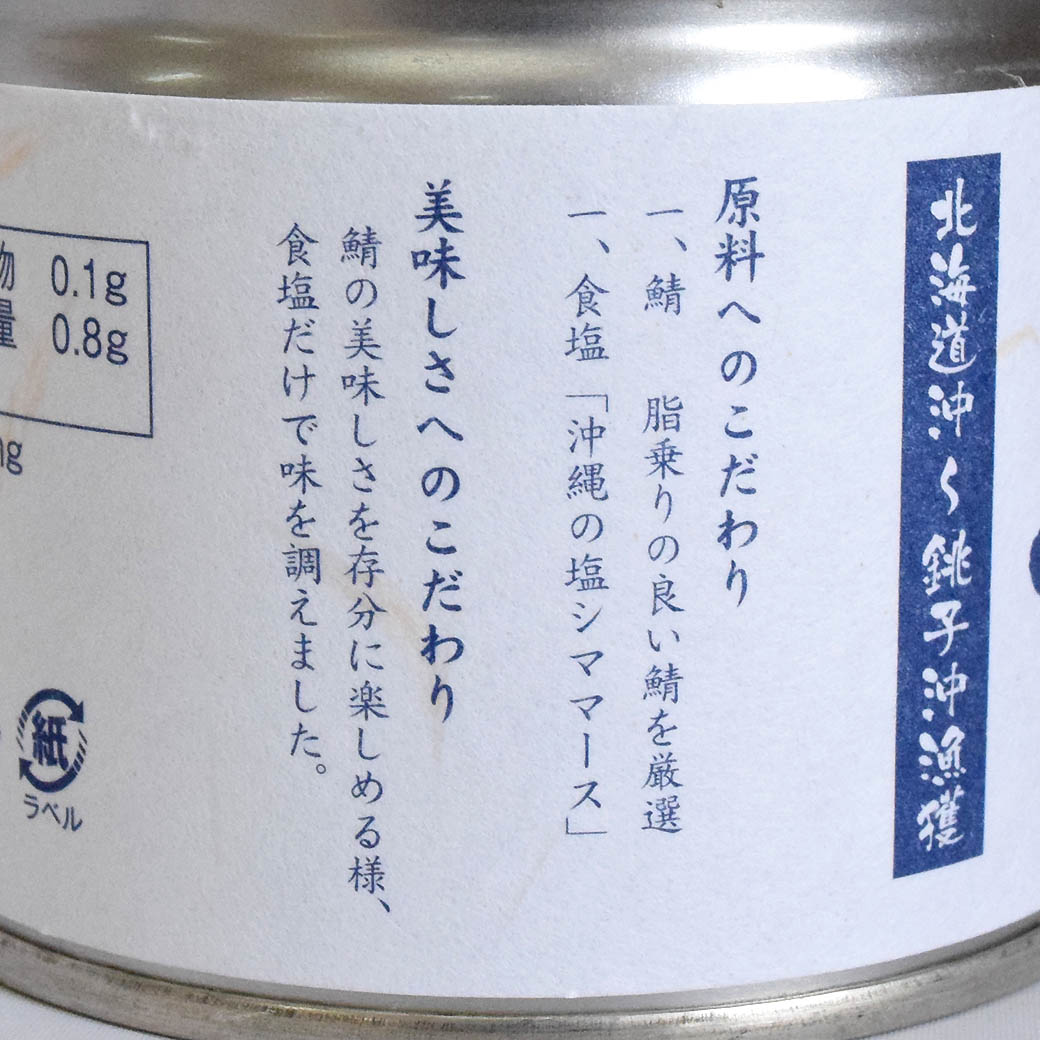 北海道沖〜銚子沖漁獲
原料へのこだわり
一、鯖 脂乗りの良い鯖を厳選
一、食塩「沖縄の塩シママース」
美味しさへのこだわり
鯖の美味しさを存分に楽しめる様、
食塩だけで味を調えました。
物 0.1g
量 0.8g
mg
紙
ラベル